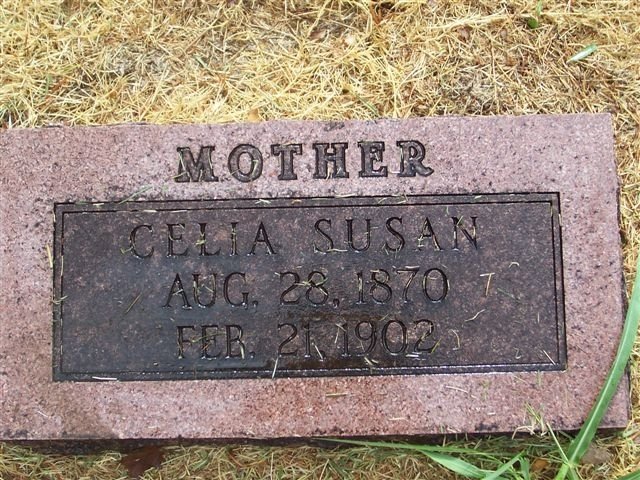 MOTHER
CELIA SUSAN
AUG. 28, 1870
FEB. 21, 1902